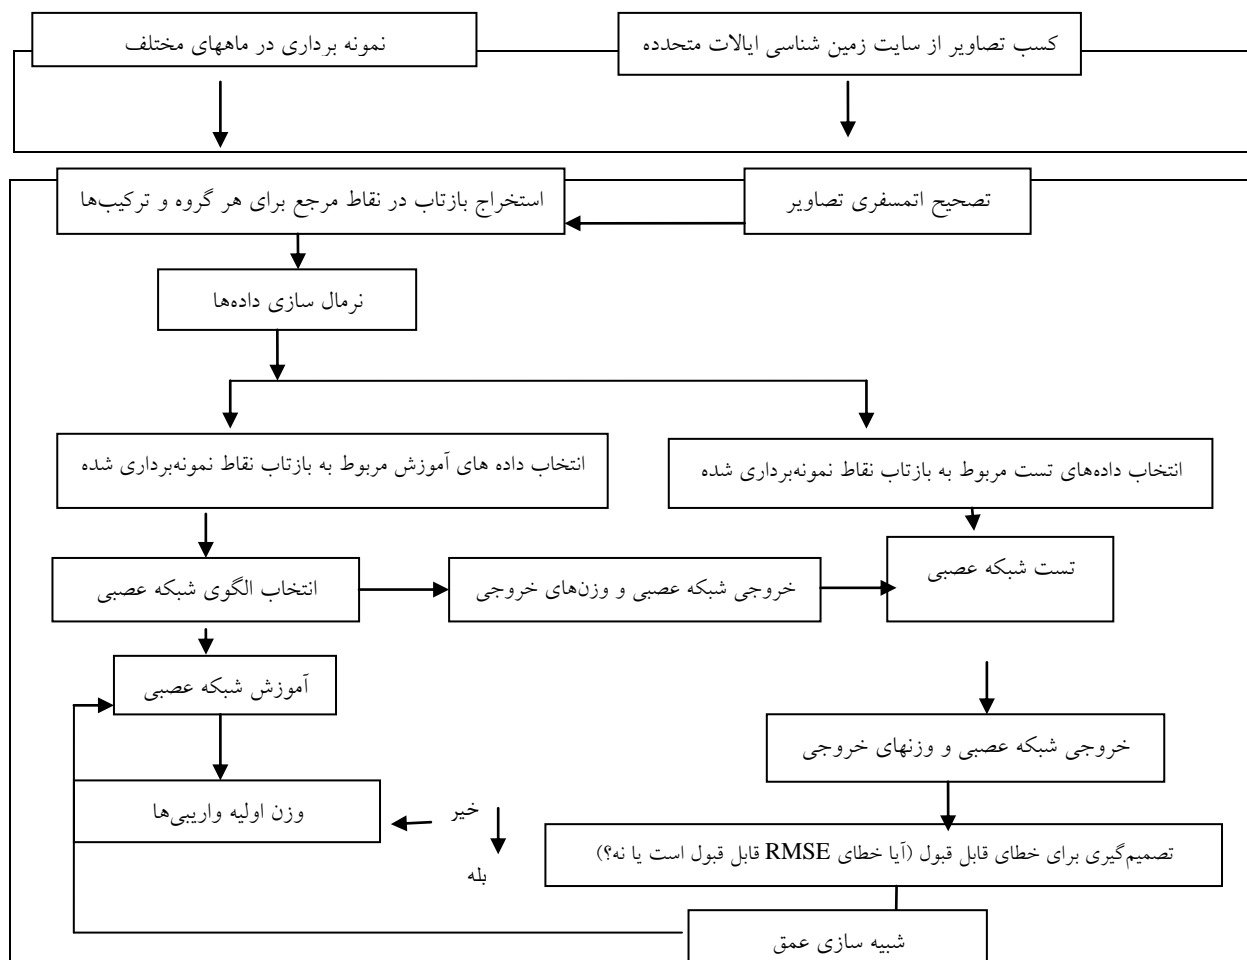 کسب تصاویر از سایت زمین شناسی ایالات متحدده
نمونه برداری در ماههای مختلف
تصحیح اتمسفری تصاویر
استخراج بازتاب در نقاط مرجع برای هر گروه و ترکیب‌ها
نرمال سازی داده‌ها
انتخاب داده‌های تست مربوط به بازتاب نقاط نمونه‌برداری شده
انتخاب داده های آموزش مربوط به بازتاب نقاط نمونه‌برداری شده
تست شبکه عصبی
خروجی شبکه عصبی و وزن‌های خروجی
انتخاب الگوی شبکه عصبی
آموزش شبکه عصبی
خروجی شبکه عصبی و وزنهای خروجی
وزن اولیه واریبی‌ها
خیر
بله
تصمیم‌گیری برای خطای قابل قبول (آیا خطای RMSE قابل قبول است یا نه؟)
شبیه سازی عمق